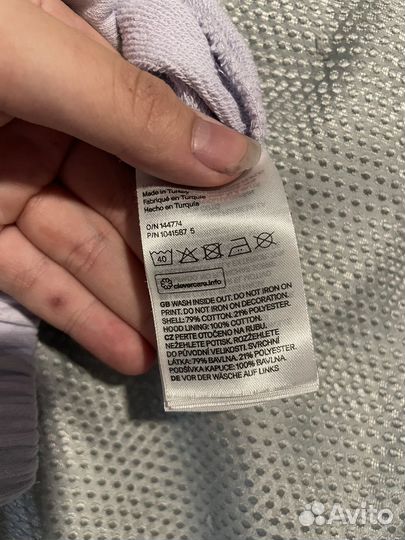 Made in Turkey
Fabriqué en Turquie
Hecho en Turquía
O/N 144774
P/N 1041587 5
40
clevercare.info
GB WASH INSIDE OUT. DO NOT IRON ON
PRINT. DO NOT IRON ON DECORATION.
SHELL: 79% COTTON. 21% POLYESTER.
HOOD LINING: 100% COTTON.
CZ PERTE OTOČENO NA RUBU.
NEŽEHLETE POTISK. ROZTÁHNĚTE
DO PŮVODNÍ VELIKOSTI. SVRCHNÍ
LÁTKA: 79% BAVLNA. 21% POLYESTER.
PODŠÍVKA KAPUCE: 100% BAVLNA.
DE VOR DER WÄSCHE AUF LINKS
Avito